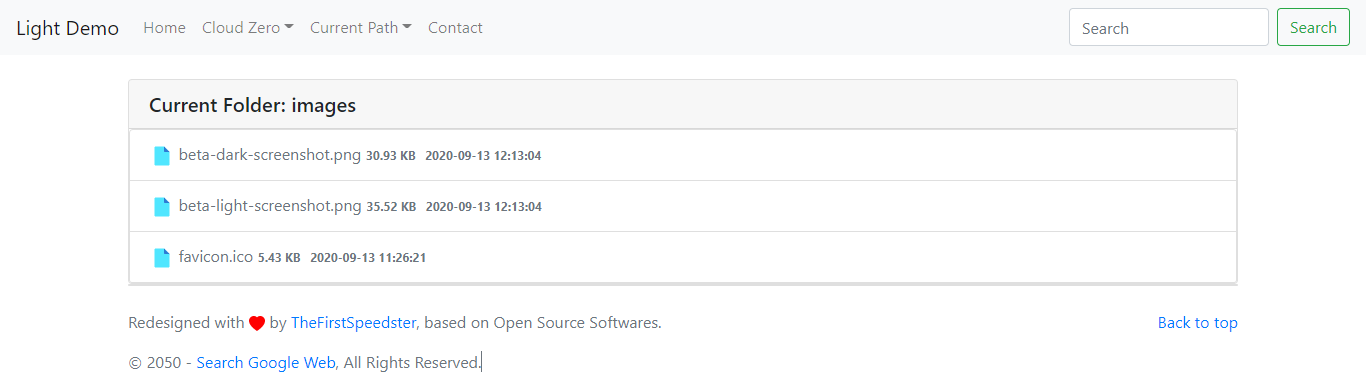 Light Demo Home Cloud Zero Current Path Contact Search Search
Current Folder: images
beta-dark-screenshot.png 30.93 KB 2020-09-13 12:13:04
beta-light-screenshot.png 35.52 KB 2020-09-13 12:13:04
favicon.ico 5.43 KB 2020-09-13 11:26:21
Redesigned with ❤ by TheFirstSpeedster, based on Open Source Softwares. Back to top
© 2050 - Search Google Web, All Rights Reserved.